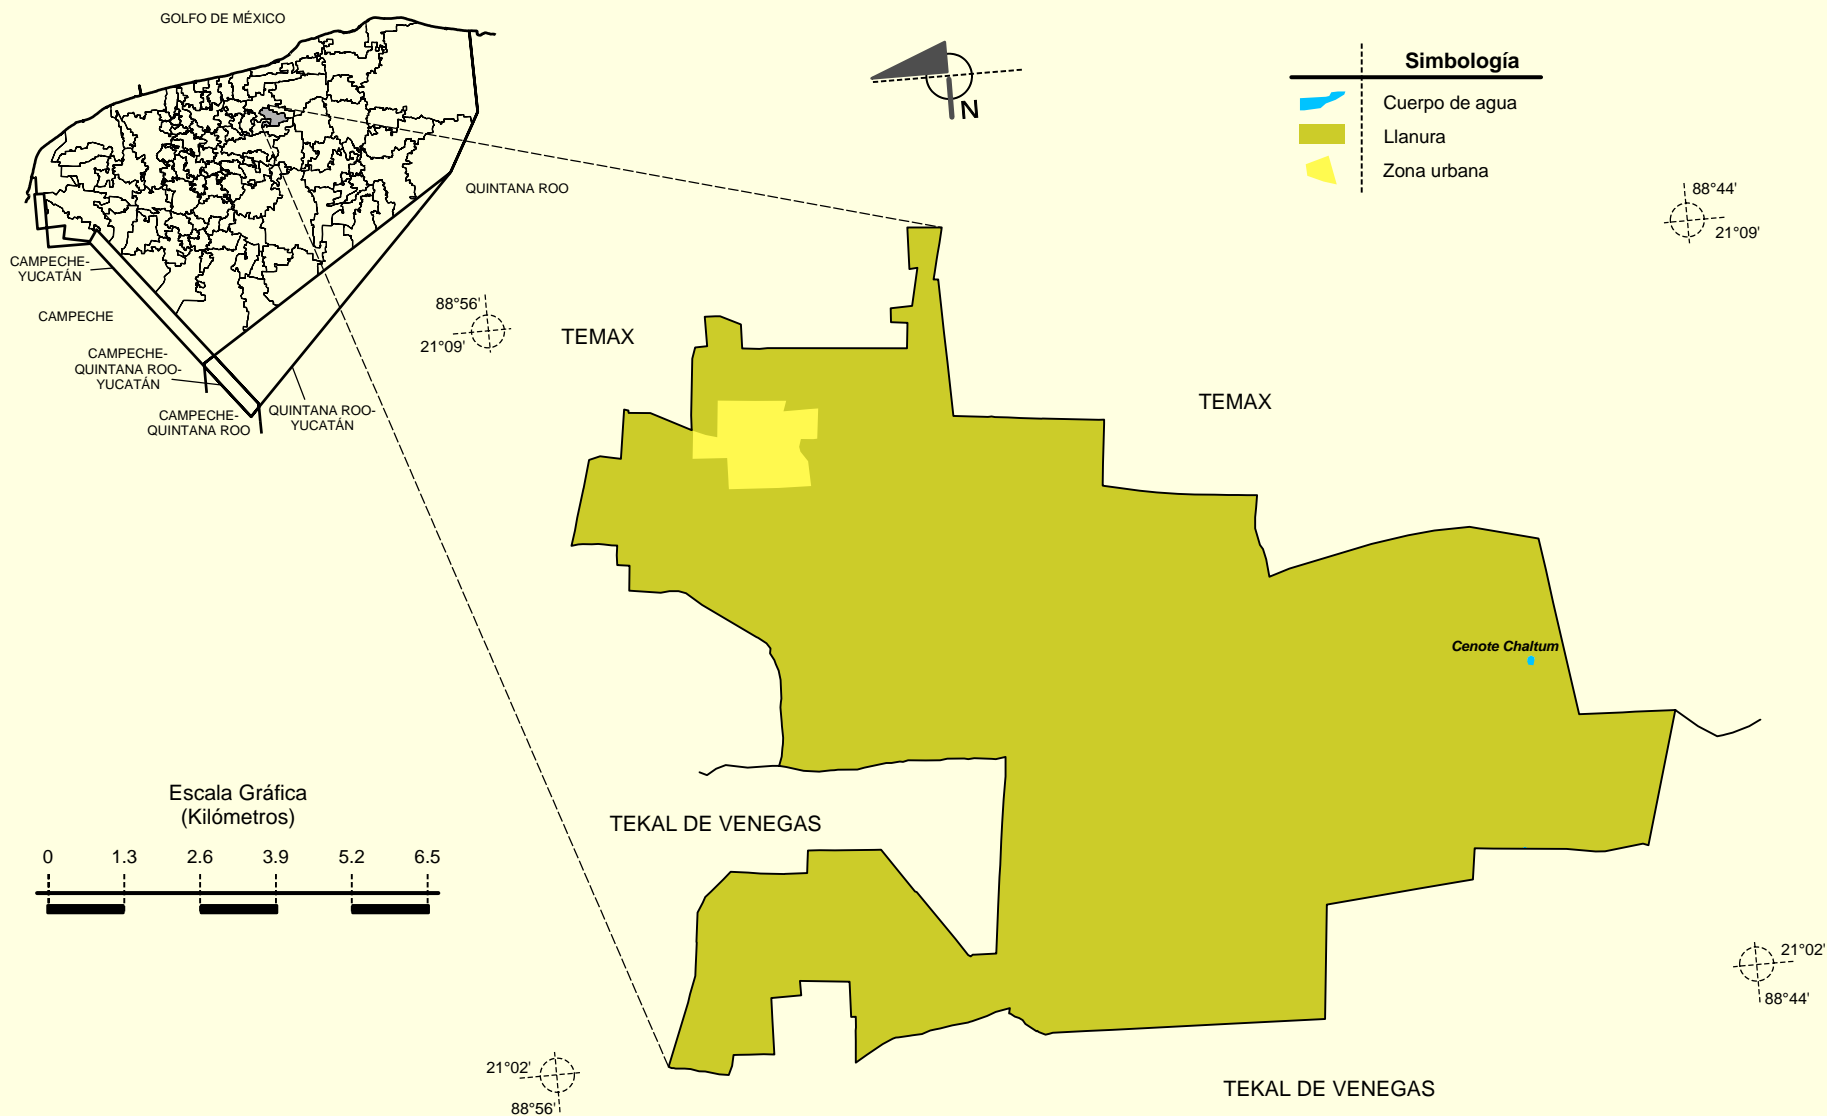 GOLFO DE MÉXICO
QUINTANA ROO
CAMPECHE-
YUCATÁN
CAMPECHE
CAMPECHE-
QUINTANA ROO-
YUCATÁN
CAMPECHE-
QUINTANA ROO
QUINTANA ROO-
YUCATÁN
N
Simbología
Cuerpo de agua
Llanura
Zona urbana
88°44'
21°09'
88°56'
21°09'
TEMAX
TEMAX
Cenote Chaltum
Escala Gráfica
(Kilómetros)
0 1.3 2.6 3.9 5.2 6.5
TEKAL DE VENEGAS
21°02'
88°44'
21°02'
88°56'
TEKAL DE VENEGAS